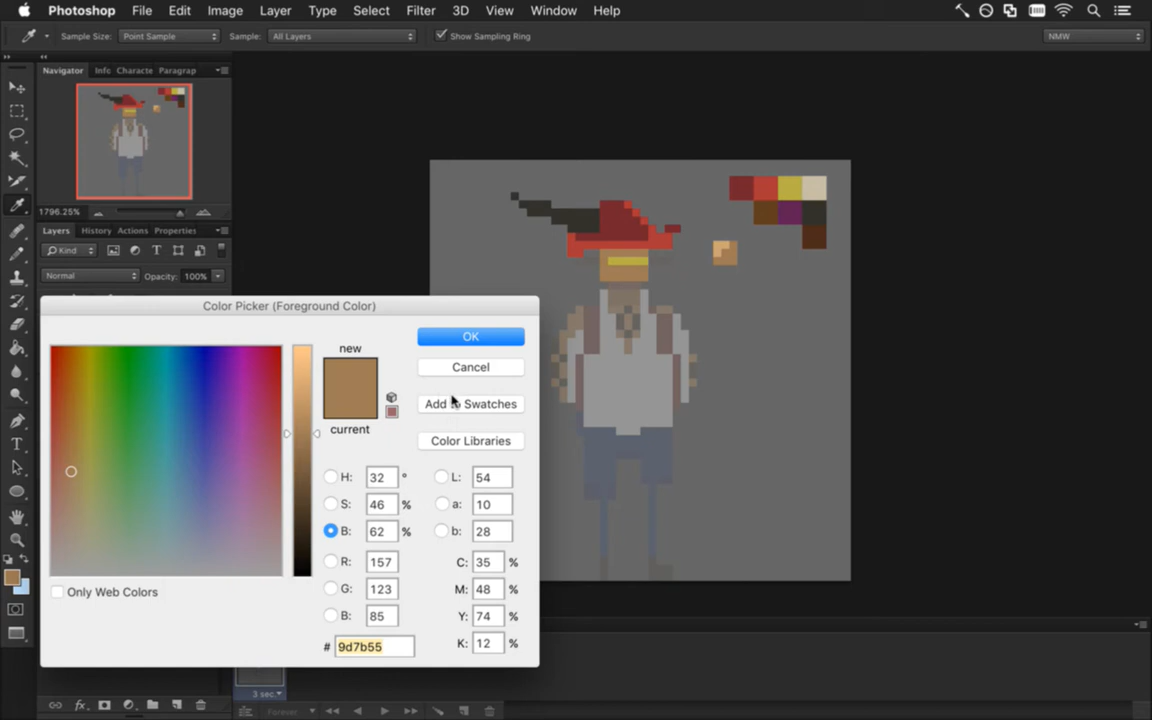 Photoshop File Edit Image Layer Type Select Filter 3D View Window Help
Sample Size: Point Sample Sample: All Layers Show Sampling Ring NMW
Navigator Info Characte Paragrap
1796.25%
Layers History Actions Properties
Kind
Normal Opacity: 100%
Color Picker (Foreground Color)
new
current
OK
Cancel
Add to Swatches
Color Libraries
H: 32 °
S: 46 %
B: 62 %
R: 157
G: 123
B: 85
# 9d7b55
L: 54
a: 10
b: 28
C: 35 %
M: 48 %
Y: 74 %
K: 12 %
Only Web Colors
3 sec.
Forever
fx